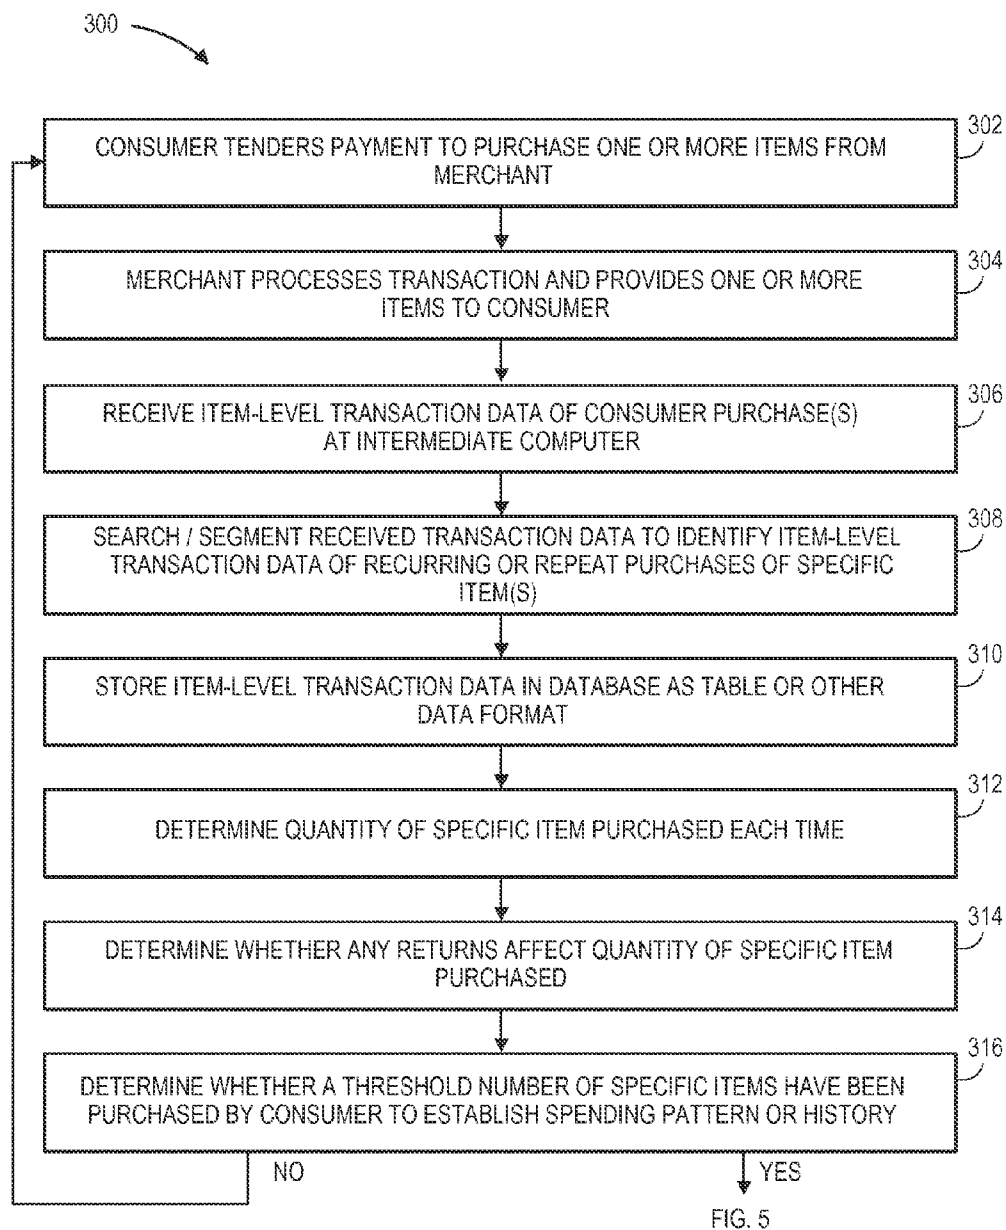 300
302
CONSUMER TENDERS PAYMENT TO PURCHASE ONE OR MORE ITEMS FROM
MERCHANT
304
MERCHANT PROCESSES TRANSACTION AND PROVIDES ONE OR MORE
ITEMS TO CONSUMER
306
RECEIVE ITEM-LEVEL TRANSACTION DATA OF CONSUMER PURCHASE(S)
AT INTERMEDIATE COMPUTER
308
SEARCH / SEGMENT RECEIVED TRANSACTION DATA TO IDENTIFY ITEM-LEVEL
TRANSACTION DATA OF RECURRING OR REPEAT PURCHASES OF SPECIFIC
ITEM(S)
310
STORE ITEM-LEVEL TRANSACTION DATA IN DATABASE AS TABLE OR OTHER
DATA FORMAT
312
DETERMINE QUANTITY OF SPECIFIC ITEM PURCHASED EACH TIME
314
DETERMINE WHETHER ANY RETURNS AFFECT QUANTITY OF SPECIFIC ITEM
PURCHASED
316
DETERMINE WHETHER A THRESHOLD NUMBER OF SPECIFIC ITEMS HAVE BEEN
PURCHASED BY CONSUMER TO ESTABLISH SPENDING PATTERN OR HISTORY
NO
YES
FIG. 5